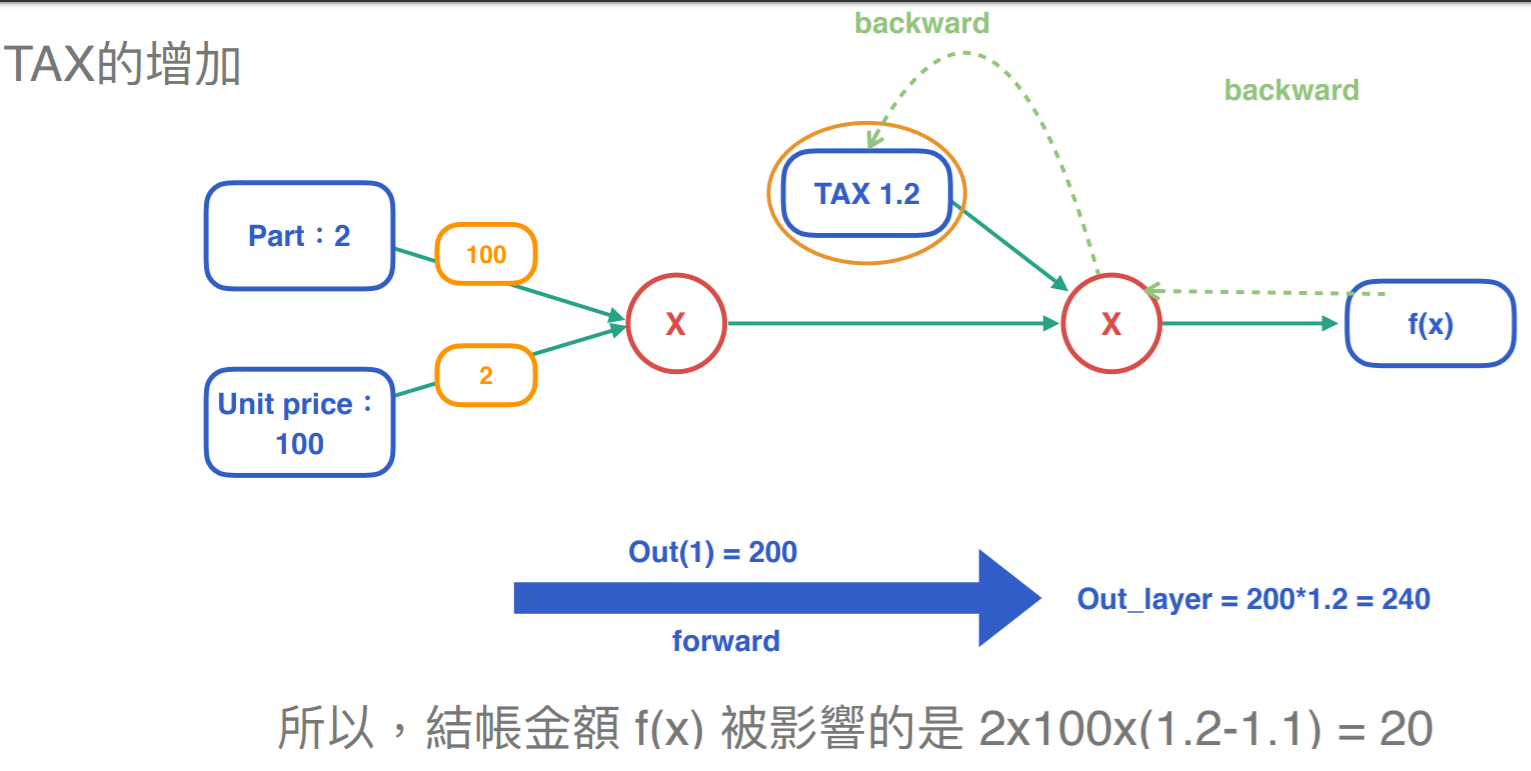 backward
TAX的增加
backward
TAX 1.2
Part：2
100
X
X
f(x)
2
Unit price：
100
Out(1) = 200
Out_layer = 200*1.2 = 240
forward
所以，結帳金額 f(x) 被影響的是 2x100x(1.2-1.1) = 20